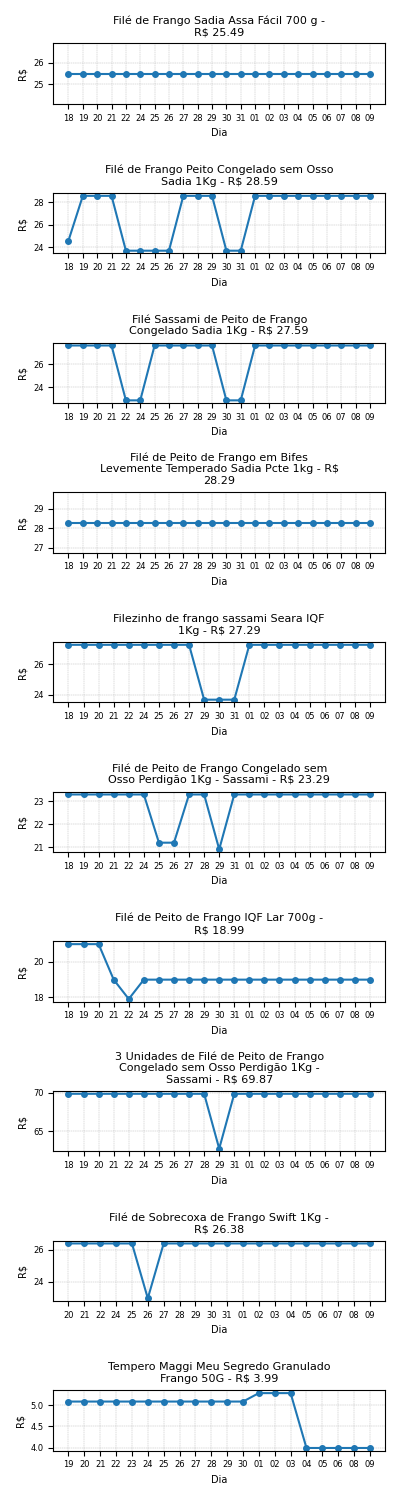 Filé de Frango Sadia Assa Fácil 700 g -
R$ 25.49
26
25
R$
18 19 20 21 22 24 25 26 27 28 29 30 31 01 02 03 04 05 06 07 08 09
Dia
Filé de Frango Peito Congelado sem Osso
Sadia 1Kg - R$ 28.59
28
26
24
R$
18 19 20 21 22 24 25 26 27 28 29 30 31 01 02 03 04 05 06 07 08 09
Dia
Filé Sassami de Peito de Frango
Congelado Sadia 1Kg - R$ 27.59
26
24
R$
18 19 20 21 22 24 25 26 27 28 29 30 31 01 02 03 04 05 06 07 08 09
Dia
Filé de Peito de Frango em Bifes
Levemente Temperado Sadia Pcte 1kg - R$
28.29
29
28
27
R$
18 19 20 21 22 24 25 26 27 28 29 30 31 01 02 03 04 05 06 07 08 09
Dia
Filezinho de frango sassami Seara IQF
1Kg - R$ 27.29
26
24
R$
18 19 20 21 22 24 25 26 27 29 30 31 01 02 03 04 05 06 07 08 09
Dia
Filé de Peito de Frango Congelado sem
Osso Perdigão 1Kg - Sassami - R$ 23.29
23
22
21
R$
18 19 20 21 22 24 25 26 27 28 29 31 01 02 03 04 05 06 07 08 09
Dia
Filé de Peito de Frango IQF Lar 700g -
R$ 18.99
20
18
R$
18 19 20 21 22 24 25 26 27 28 29 30 31 01 02 03 04 05 06 08 09
Dia
3 Unidades de Filé de Peito de Frango
Congelado sem Osso Perdigão 1Kg -
Sassami - R$ 69.87
70
65
R$
18 19 20 21 22 24 25 26 27 28 29 31 01 02 03 04 05 06 07 08 09
Dia
Filé de Sobrecoxa de Frango Swift 1Kg -
R$ 26.38
26
24
R$
20 21 22 24 25 26 27 28 29 30 31 01 02 03 04 05 06 07 08 09
Dia
Tempero Maggi Meu Segredo Granulado
Frango 50G - R$ 3.99
5.0
4.5
4.0
R$
19 20 21 22 23 24 25 26 27 28 29 30 01 02 03 04 05 06 08 09
Dia